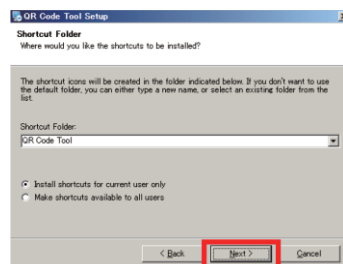 QR Code Tool Setup
Shortcut Folder
Where would you like the shortcuts to be installed?
The shortcut icons will be created in the folder indicated below. If you don't want to use
the default folder, you can either type a new name, or select an existing folder from the
list.
Shortcut Folder:
QR Code Tool
Install shortcuts for current user only
Make shortcuts available to all users
< Back
Next >
Cancel